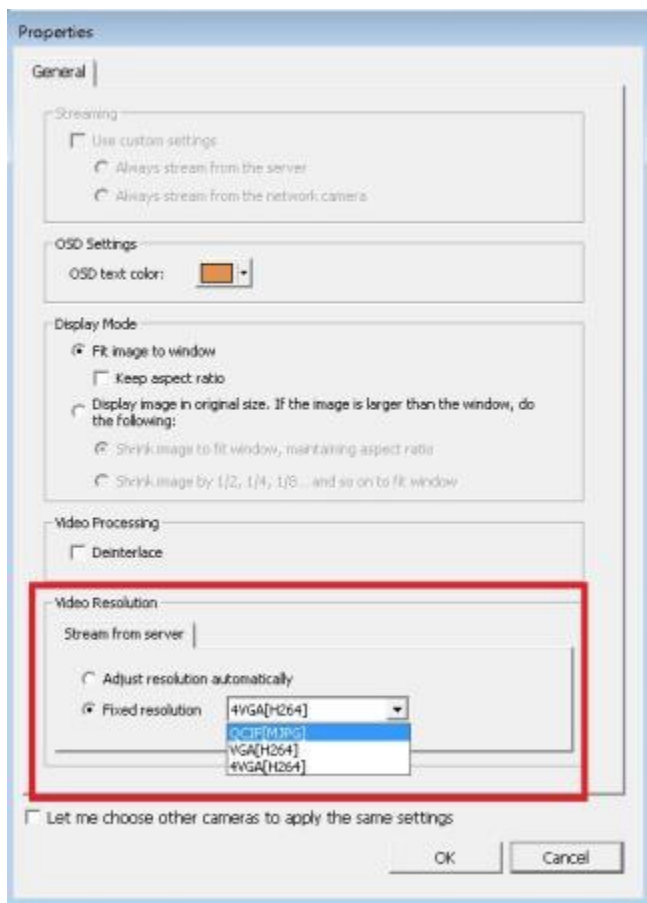 Properties
General
Streaming
Use custom settings
Always stream from the server
Always stream from the network camera
OSD Settings
OSD text color:
Display Mode
Fit image to window
Keep aspect ratio
Display image in original size. If the image is larger than the window, do
the following:
Shrink image to fit window, maintaining aspect ratio
Shrink image by 1/2, 1/4, 1/8... and so on to fit window
Video Processing
Deinterlace
Video Resolution
Stream from server
Adjust resolution automatically
Fixed resolution 4VGA[H264]
QCIF[MJPG]
VGA[H264]
4VGA[H264]
Let me choose other cameras to apply the same settings
OK Cancel